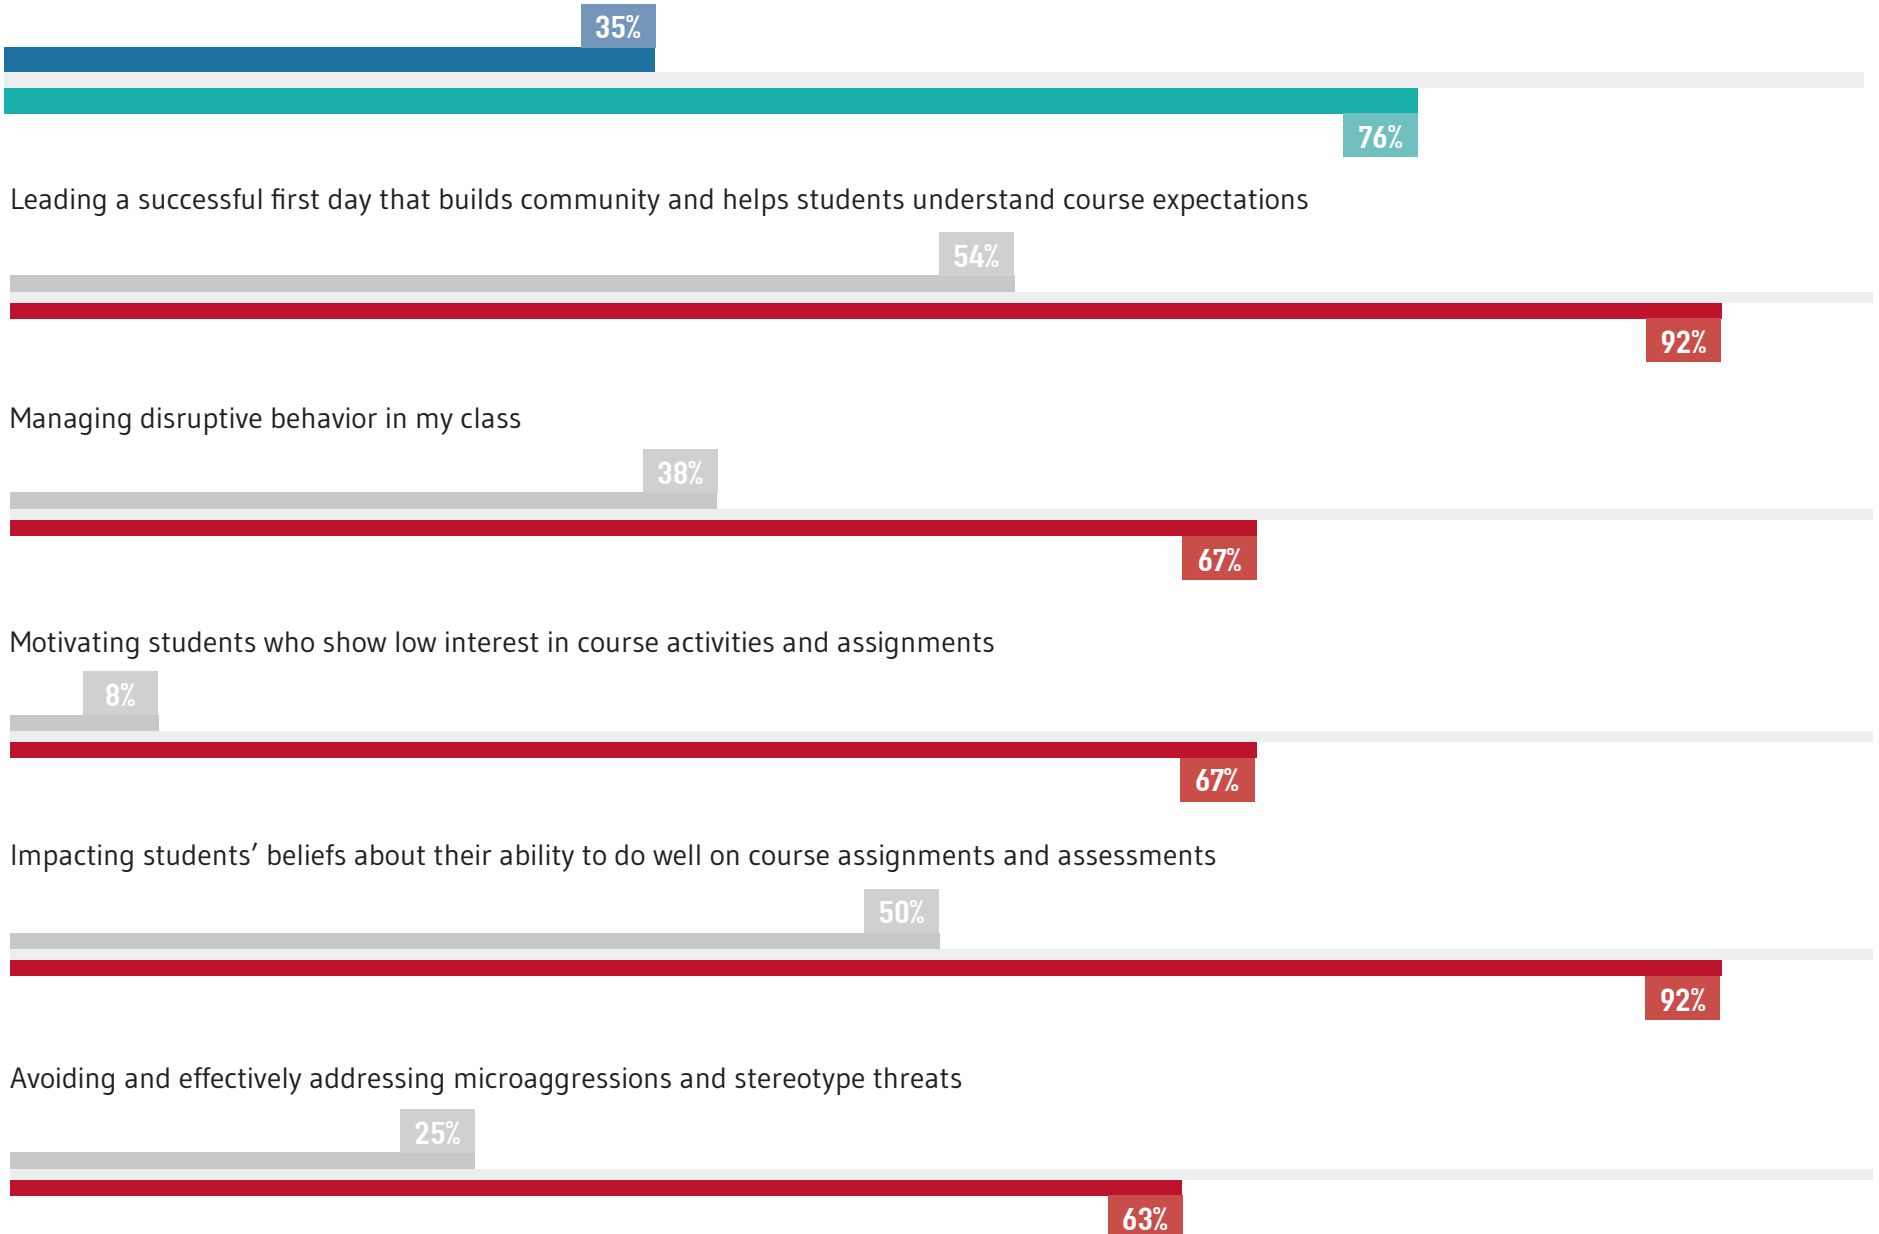 35%
76%
Leading a successful first day that builds community and helps students understand course expectations
54%
92%
Managing disruptive behavior in my class
38%
67%
Motivating students who show low interest in course activities and assignments
8%
67%
Impacting students’ beliefs about their ability to do well on course assignments and assessments
50%
92%
Avoiding and effectively addressing microaggressions and stereotype threats
25%
63%